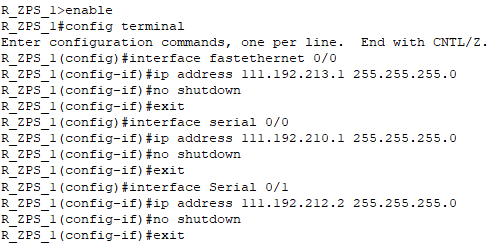 R_ZPS_1>enable
R_ZPS_1#config terminal
Enter configuration commands, one per line.  End with CNTL/Z.
R_ZPS_1(config)#interface fastethernet 0/0
R_ZPS_1(config-if)#ip address 111.192.213.1 255.255.255.0
R_ZPS_1(config-if)#no shutdown
R_ZPS_1(config-if)#exit
R_ZPS_1(config)#interface serial 0/0
R_ZPS_1(config-if)#ip address 111.192.210.1 255.255.255.0
R_ZPS_1(config-if)#no shutdown
R_ZPS_1(config-if)#exit
R_ZPS_1(config)#interface Serial 0/1
R_ZPS_1(config-if)#ip address 111.192.212.2 255.255.255.0
R_ZPS_1(config-if)#no shutdown
R_ZPS_1(config-if)#exit